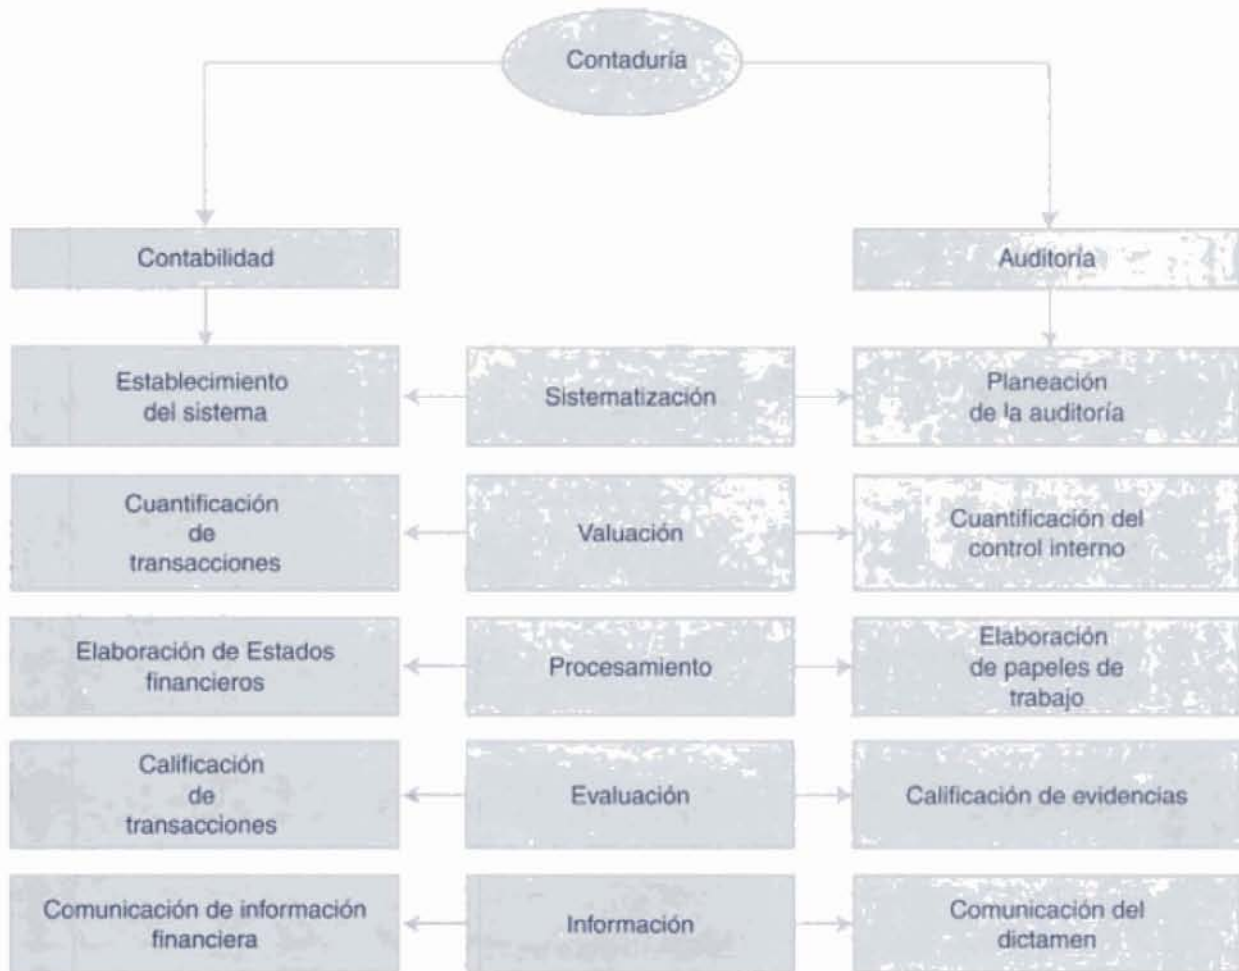 Contaduría
Contabilidad
Auditoría
Establecimiento
del sistema
Sistematización
Planeación
de la auditoría
Cuantificación
de
transacciones
Valuación
Cuantificación del
control interno
Elaboración de Estados
financieros
Procesamiento
Elaboración
de papeles de
trabajo
Calificación
de
transacciones
Evaluación
Calificación de evidencias
Comunicación de información
financiera
Información
Comunicación del
dictamen